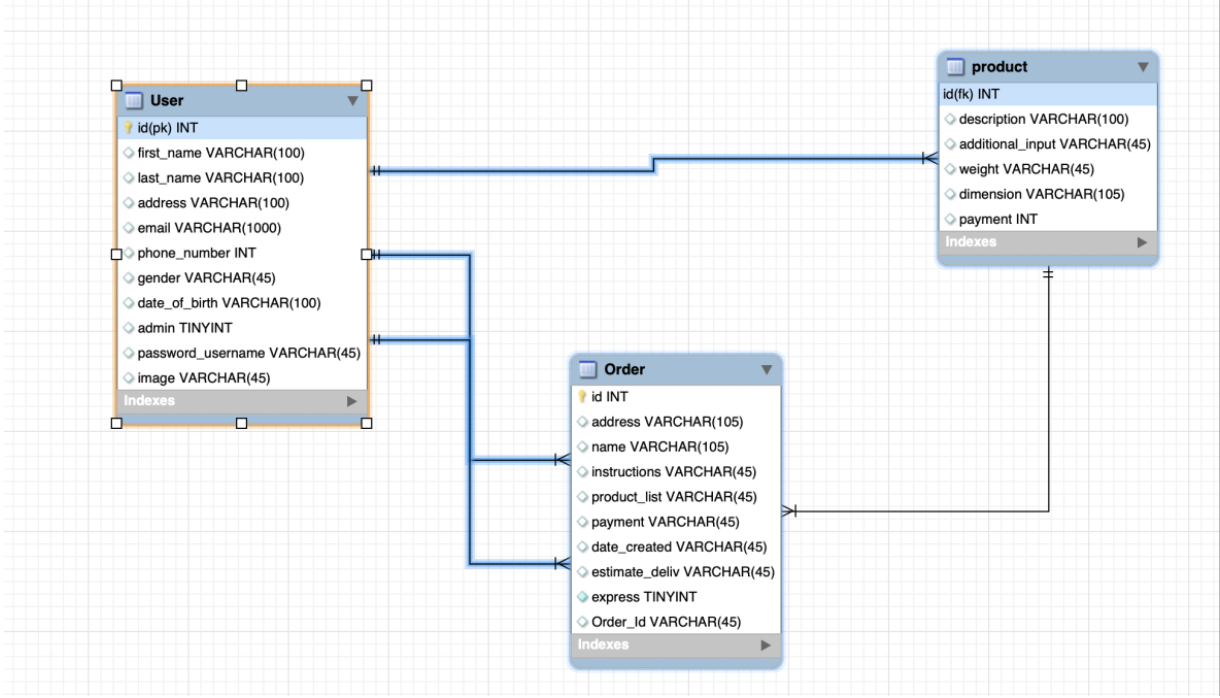 User
id(pk) INT
first_name VARCHAR(100)
last_name VARCHAR(100)
address VARCHAR(100)
email VARCHAR(1000)
phone_number INT
gender VARCHAR(45)
date_of_birth VARCHAR(100)
admin TINYINT
password_username VARCHAR(45)
image VARCHAR(45)
Indexes
product
id(fk) INT
description VARCHAR(100)
additional_input VARCHAR(45)
weight VARCHAR(45)
dimension VARCHAR(105)
payment INT
Indexes
Order
id INT
address VARCHAR(105)
name VARCHAR(105)
instructions VARCHAR(45)
product_list VARCHAR(45)
payment VARCHAR(45)
date_created VARCHAR(45)
estimate_deliv VARCHAR(45)
express TINYINT
Order_Id VARCHAR(45)
Indexes